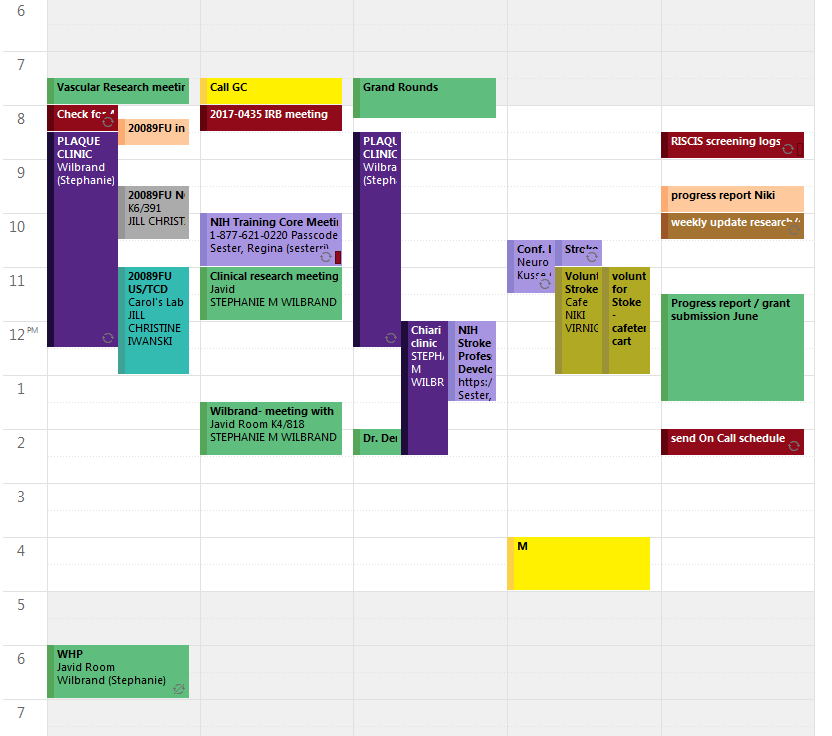 6
7
8
9
10
11
12 PM
1
2
3
4
5
6
7
Vascular Research meetin
Check for
PLAQUE
CLINIC
Wilbrand
(Stephanie)
20089FU in
20089FU N
K6/391
JILL CHRIST
20089FU
US/TCD
Carol's Lab
JILL
CHRISTINE
IWANSKI
WHP
Javid Room
Wilbrand (Stephanie)
Call GC
2017-0435 IRB meeting
NIH Training Core Meeti
1-877-621-0220 Passcode
Sester, Regina (sesterri)
Clinical research meeting
Javid
STEPHANIE M WILBRAND
Wilbrand- meeting with
Javid Room K4/818
STEPHANIE M WILBRAND
Grand Rounds
PLAQU
CLINIC
Wilbra
(Steph
Chiari
clinic
STEPHA
M
WILBR
NIH
Stroke
Profess
Develo
https:/
Sester,
Dr. Der
Conf. I
Neuro
Kusse
Stroke
Volunt
Stroke
Cafe
NIKI
VIRNIC
volunt
for
Stoke
-
cafeter
cart
M
RISCIS screening logs
progress report Niki
weekly update research/
Progress report / grant
submission June
send On Call schedule